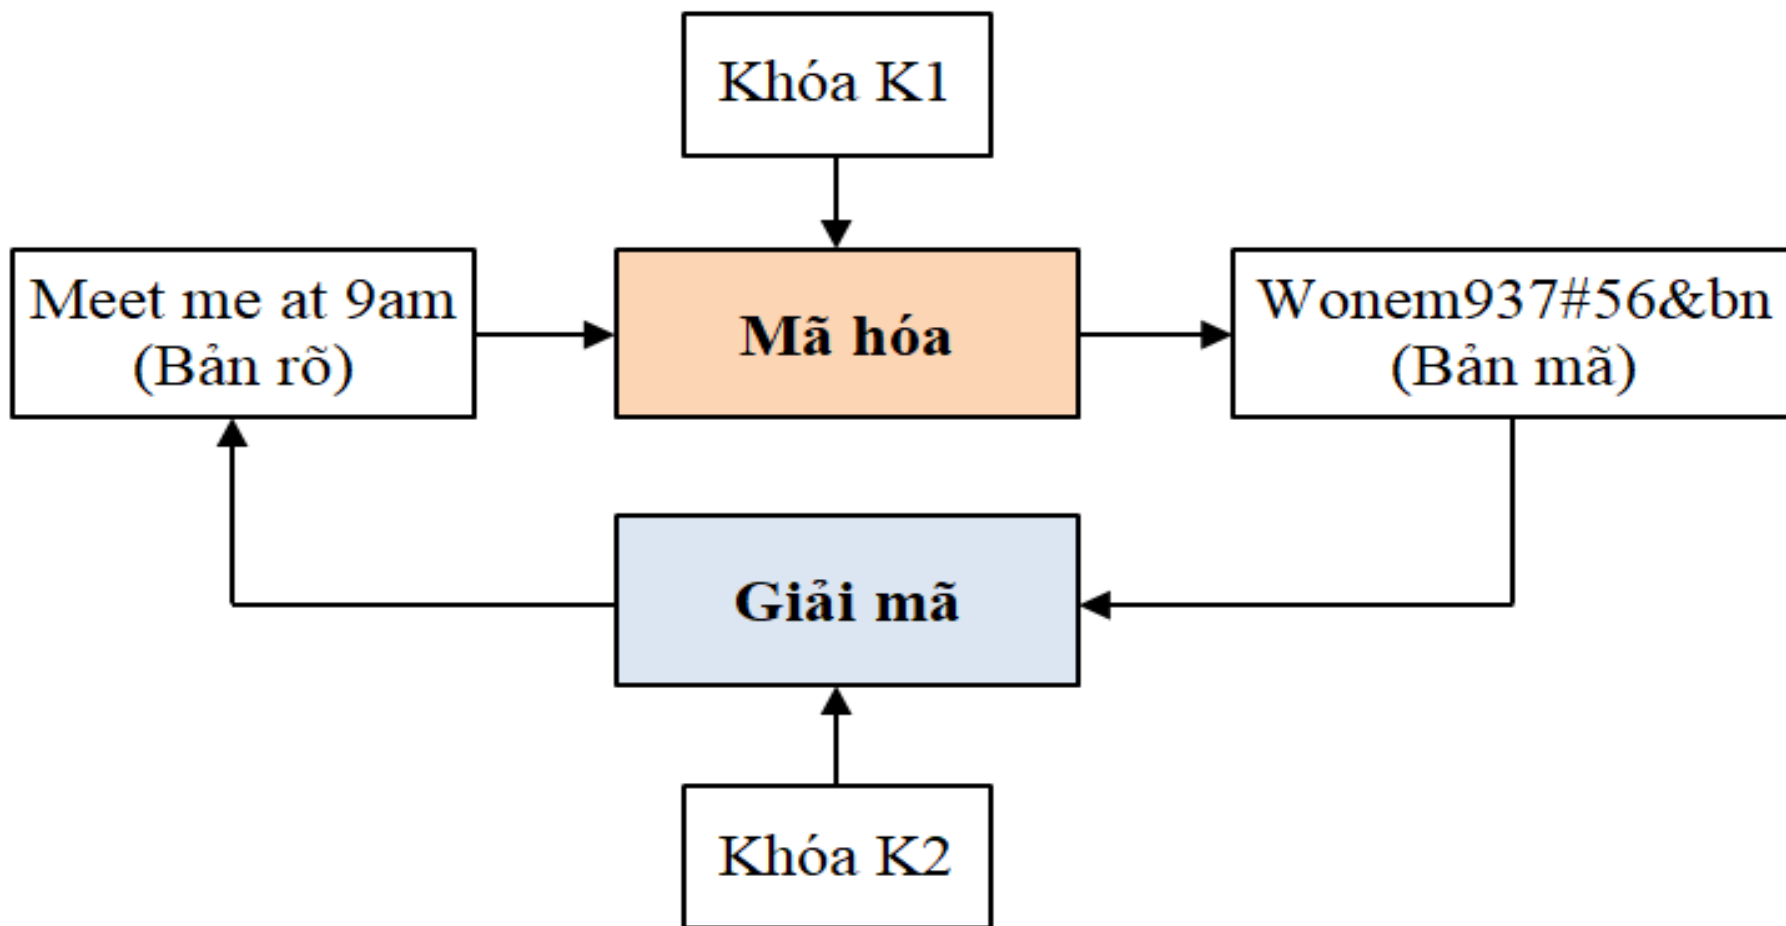 Khóa K1
Meet me at 9am
(Bản rõ)
Mã hóa
Wonem937#56&bn
(Bản mã)
Giải mã
Khóa K2